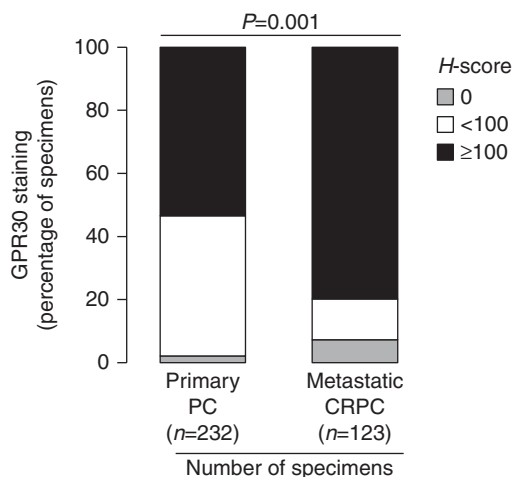 P=0.001
100
80
60
40
20
0
GPR30 staining
(percentage of specimens)
H-score
0
<100
≥100
Primary
PC
(n=232)
Metastatic
CRPC
(n=123)
Number of specimens